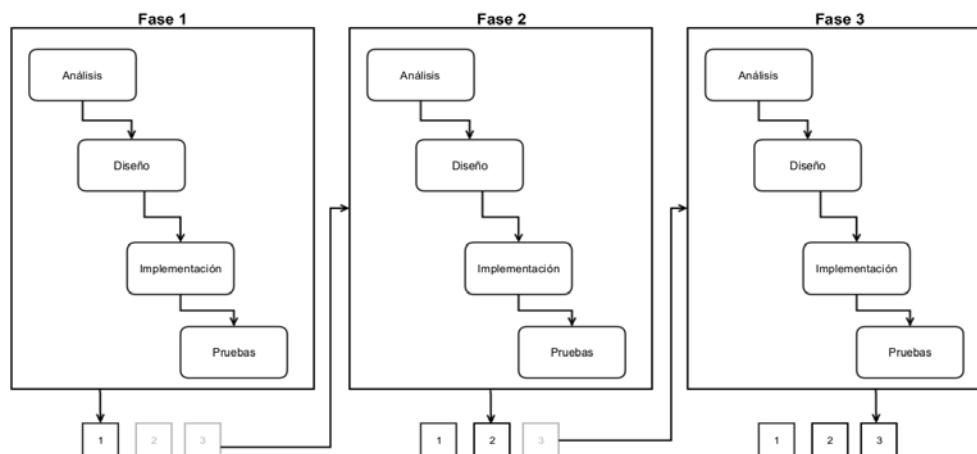 Fase 1
Análisis
Diseño
Implementación
Pruebas
1 2 3
Fase 2
Análisis
Diseño
Implementación
Pruebas
1 2 3
Fase 3
Análisis
Diseño
Implementación
Pruebas
1 2 3